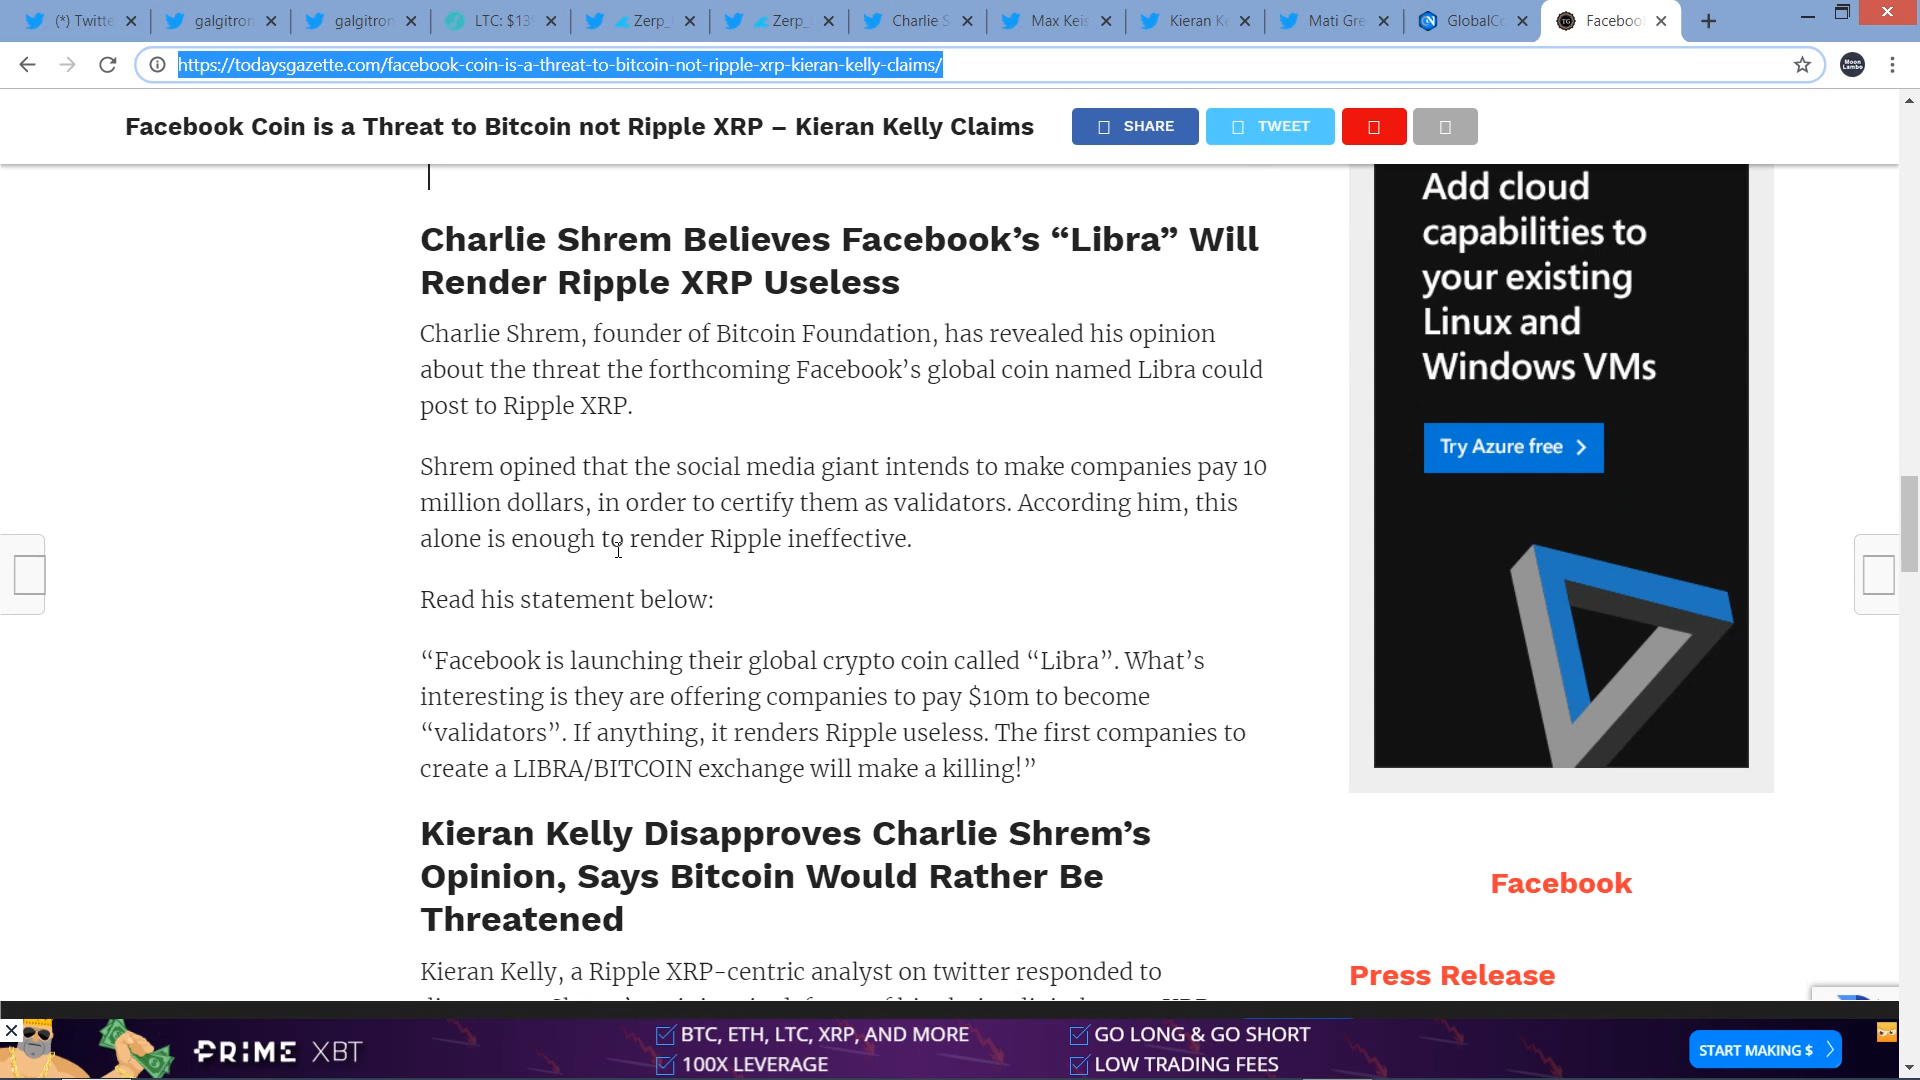 (*) Twitte
galgitron
galgitron
LTC: $139
Zerp_
Zerp_
Charlie S
Max Keis
Kieran Ke
Mati Gre
GlobalCo
Facebook
https://todaysgazette.com/facebook-coin-is-a-threat-to-bitcoin-not-ripple-xrp-kieran-kelly-claims/
Facebook Coin is a Threat to Bitcoin not Ripple XRP – Kieran Kelly Claims
SHARE
TWEET
Charlie Shrem Believes Facebook’s “Libra” Will
Render Ripple XRP Useless
Charlie Shrem, founder of Bitcoin Foundation, has revealed his opinion
about the threat the forthcoming Facebook’s global coin named Libra could
post to Ripple XRP.
Shrem opined that the social media giant intends to make companies pay 10
million dollars, in order to certify them as validators. According him, this
alone is enough to render Ripple ineffective.
Read his statement below:
“Facebook is launching their global crypto coin called “Libra”. What’s
interesting is they are offering companies to pay $10m to become
“validators”. If anything, it renders Ripple useless. The first companies to
create a LIBRA/BITCOIN exchange will make a killing!”
Kieran Kelly Disapproves Charlie Shrem’s
Opinion, Says Bitcoin Would Rather Be
Threatened
Kieran Kelly, a Ripple XRP-centric analyst on twitter responded to
Add cloud
capabilities to
your existing
Linux and
Windows VMs
Try Azure free
Facebook
Press Release
PRIME XBT
BTC, ETH, LTC, XRP, AND MORE
100X LEVERAGE
GO LONG & GO SHORT
LOW TRADING FEES
START MAKING $